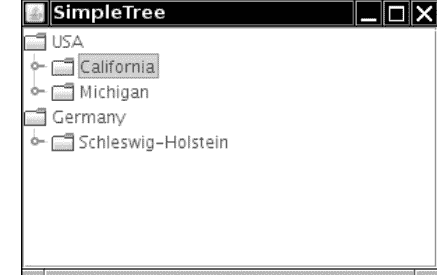 SimpleTree
USA
California
Michigan
Germany
Schleswig-Holstein